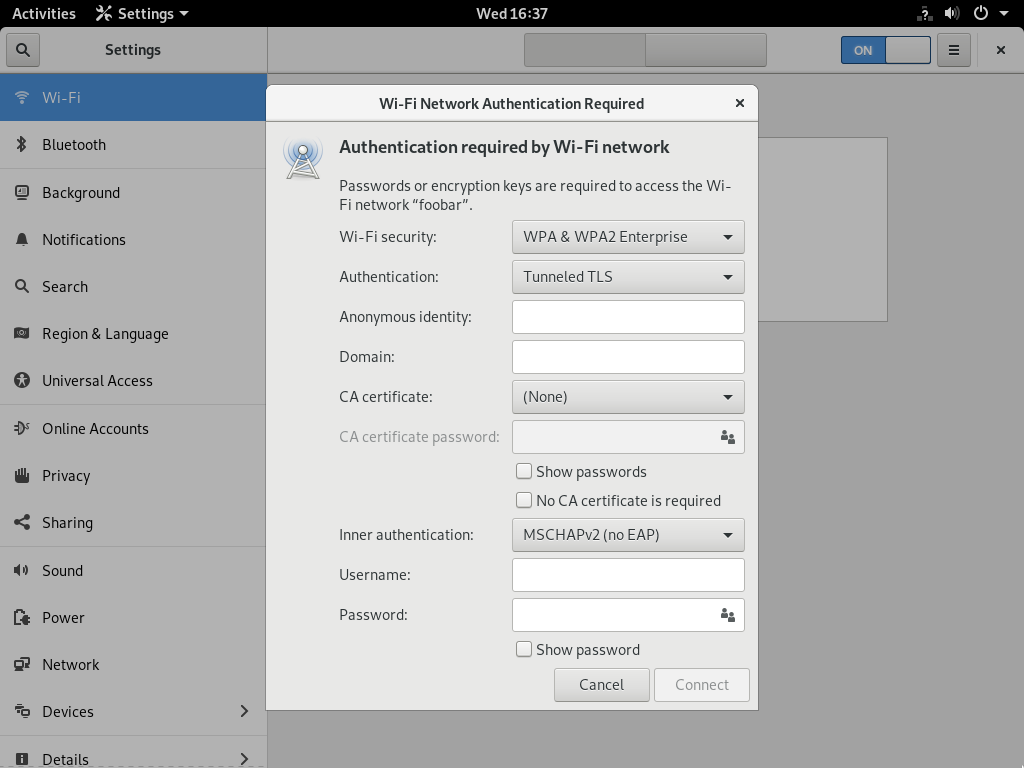 Activities Settings Wed 16:37
Settings ON
Wi-Fi
Bluetooth
Background
Notifications
Search
Region & Language
Universal Access
Online Accounts
Privacy
Sharing
Sound
Power
Network
Devices
Details
Wi-Fi Network Authentication Required
Authentication required by Wi-Fi network
Passwords or encryption keys are required to access the Wi-
Fi network “foobar”.
Wi-Fi security: WPA & WPA2 Enterprise
Authentication: Tunneled TLS
Anonymous identity:
Domain:
CA certificate: (None)
CA certificate password:
Show passwords
No CA certificate is required
Inner authentication: MSCHAPv2 (no EAP)
Username:
Password:
Show password
Cancel Connect